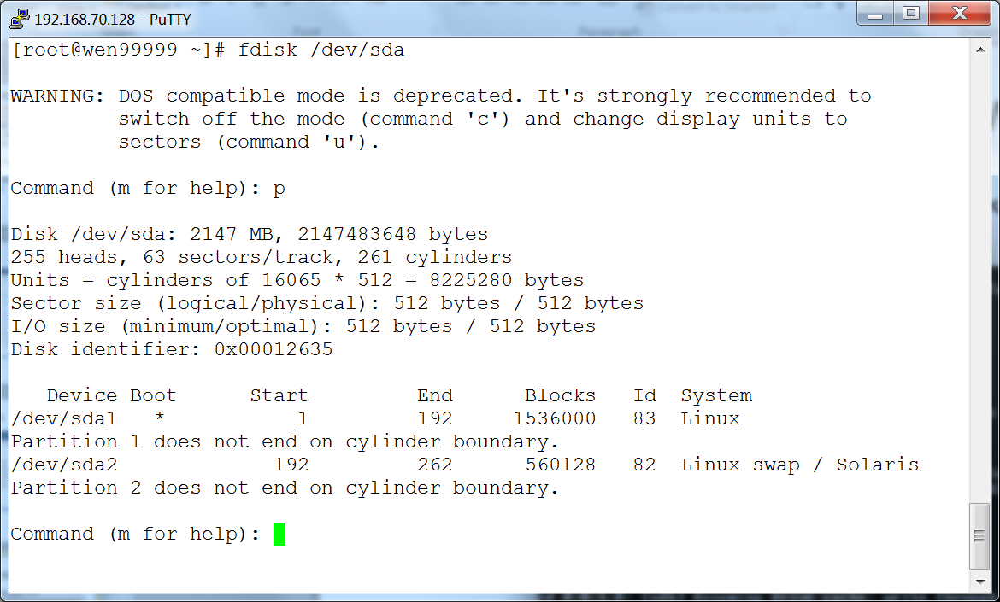 192.168.70.128 - PuTTY
[root@wen99999 ~]# fdisk /dev/sda
WARNING: DOS-compatible mode is deprecated. It's strongly recommended to
switch off the mode (command 'c') and change display units to
sectors (command 'u').
Command (m for help): p
Disk /dev/sda: 2147 MB, 2147483648 bytes
255 heads, 63 sectors/track, 261 cylinders
Units = cylinders of 16065 * 512 = 8225280 bytes
Sector size (logical/physical): 512 bytes / 512 bytes
I/O size (minimum/optimal): 512 bytes / 512 bytes
Disk identifier: 0x00012635
Device Boot Start End Blocks Id System
/dev/sda1 * 1 192 1536000 83 Linux
Partition 1 does not end on cylinder boundary.
/dev/sda2 192 262 560128 82 Linux swap / Solaris
Partition 2 does not end on cylinder boundary.
Command (m for help):